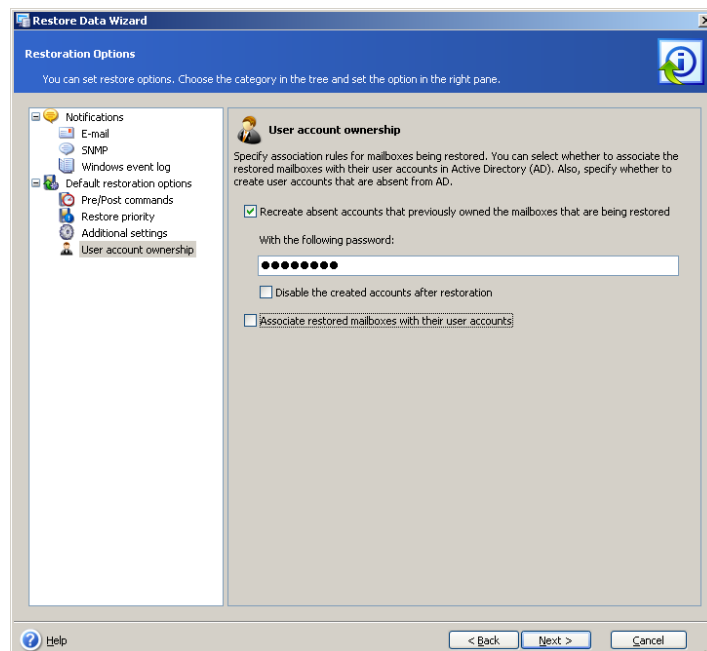 Restore Data Wizard
Restoration Options
You can set restore options. Choose the category in the tree and set the option in the right pane.
Notifications
E-mail
SNMP
Windows event log
Default restoration options
Pre/Post commands
Restore priority
Additional settings
User account ownership
User account ownership
Specify association rules for mailboxes being restored. You can select whether to associate the
restored mailboxes with their user accounts in Active Directory (AD). Also, specify whether to
create user accounts that are absent from AD.
Recreate absent accounts that previously owned the mailboxes that are being restored
With the following password:
●●●●●●●●
Disable the created accounts after restoration
Associate restored mailboxes with their user accounts
Help
< Back
Next >
Cancel